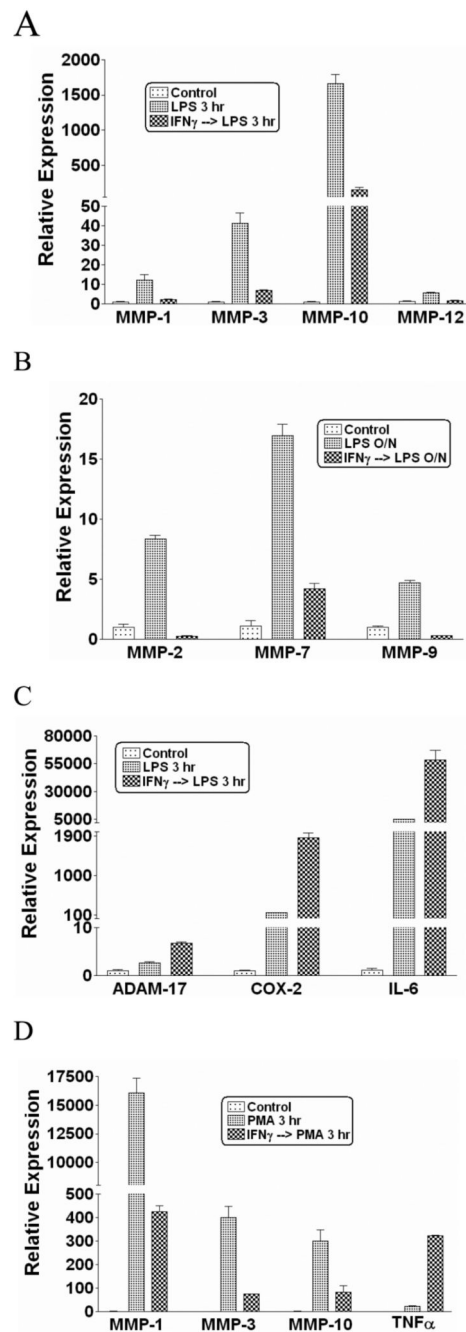 A
Relative Expression
2000
1500
1000
500
50
40
30
20
10
0
Control
LPS 3 hr
IFNγ --> LPS 3 hr
MMP-1 MMP-3 MMP-10 MMP-12
B
Relative Expression
20
15
10
5
0
Control
LPS O/N
IFNγ --> LPS O/N
MMP-2 MMP-7 MMP-9
C
Relative Expression
80000
55000
30000
5000
1900
1000
100
10
0
Control
LPS 3 hr
IFNγ --> LPS 3 hr
ADAM-17 COX-2 IL-6
D
Relative Expression
17500
15000
12500
10000
500
400
300
200
100
0
Control
PMA 3 hr
IFNγ --> PMA 3 hr
MMP-1 MMP-3 MMP-10 TNFα